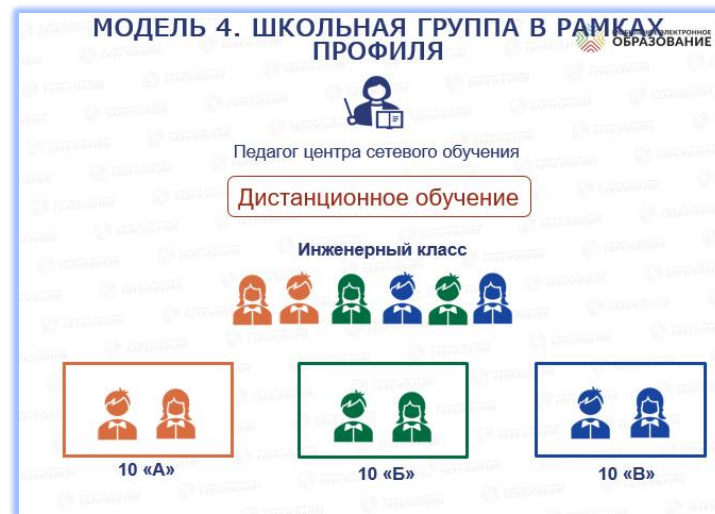 МОДЕЛЬ 4. ШКОЛЬНАЯ ГРУППА В РАМКАХ
ПРОФИЛЯ
ОБРАЗОВАНИЕ
Педагог центра сетевого обучения
Дистанционное обучение
Инженерный класс
10 «А»
10 «Б»
10 «В»